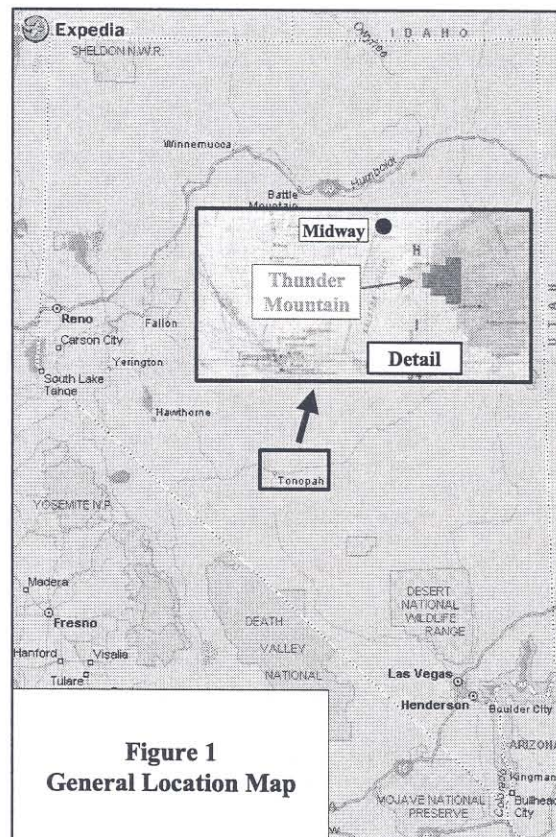 Expedia
I D A H O
SHELDON N.W.R.
Owyhee
Winnemucca
Humboldt
Battle
Mountain
Midway
H
Thunder
Mountain
I
Detail
U T A H
Reno
Fallon
Carson City
Yerington
South Lake
Tahoe
Hawthorne
Tonopah
YOSEMITE N.P.
Madera
Fresno
DEATH
VALLEY
NATIONAL
DESERT
NATIONAL
WILDLIFE
RANGE
Hanford
Visalia
Tulare
Las Vegas
Henderson
Boulder City
ARIZONA
Kingman
Colorado
Bullhead
City
MOJAVE NATIONAL
PRESERVE
Figure 1
General Location Map